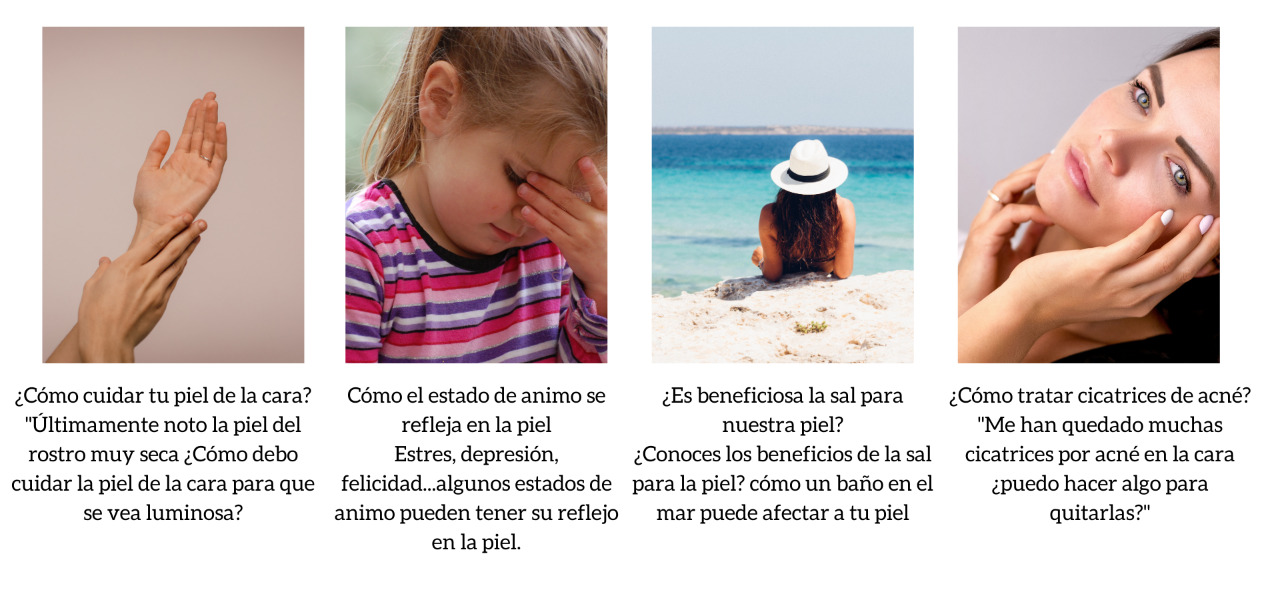 ¿Cómo cuidar tu piel de la cara?
"Últimamente noto la piel del
rostro muy seca ¿Cómo debo
cuidar la piel de la cara para que
se vea luminosa?
Cómo el estado de animo se
refleja en la piel
Estres, depresión,
felicidad...algunos estados de
animo pueden tener su reflejo
en la piel.
¿Es beneficiosa la sal para
nuestra piel?
¿Conoces los beneficios de la sal
para la piel? cómo un baño en el
mar puede afectar a tu piel
¿Cómo tratar cicatrices de acné?
"Me han quedado muchas
cicatrices por acné en la cara
¿puedo hacer algo para
quitarlas?"